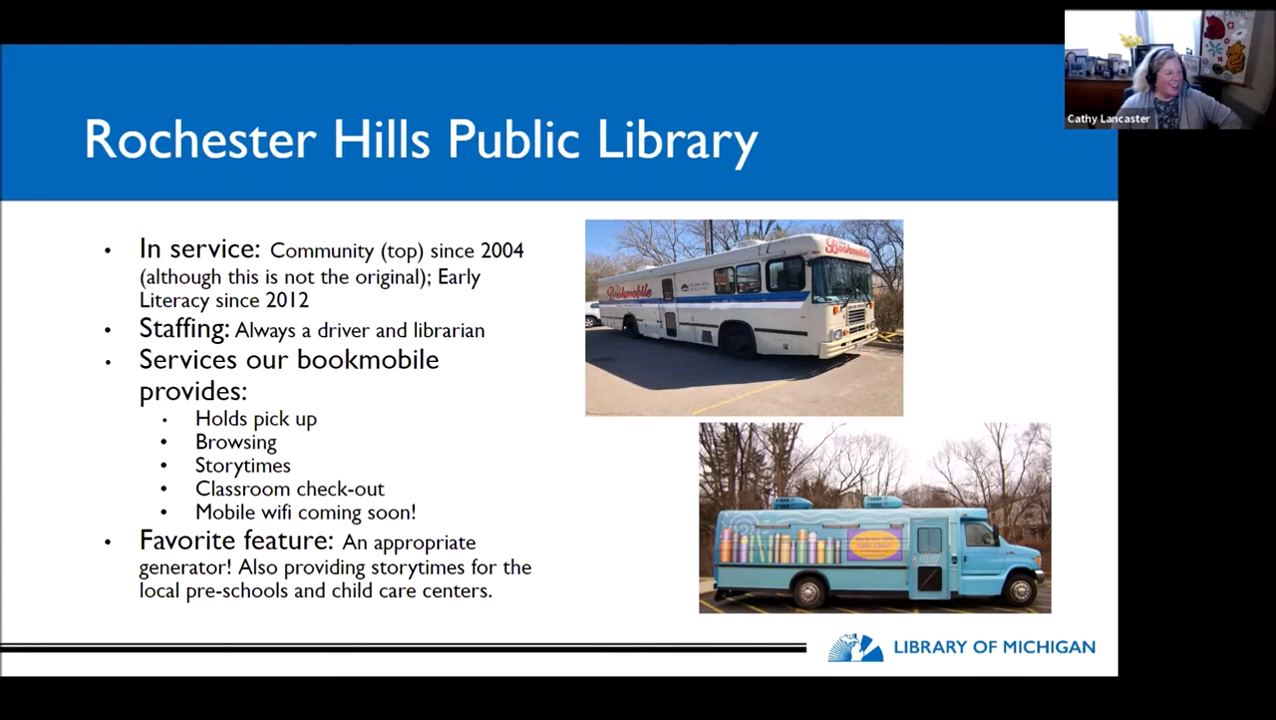 Cathy Lancaster
Rochester Hills Public Library
• In service: Community (top) since 2004
(although this is not the original); Early
Literacy since 2012
• Staffing: Always a driver and librarian
• Services our bookmobile
provides:
• Holds pick up
• Browsing
• Storytimes
• Classroom check-out
• Mobile wifi coming soon!
• Favorite feature: An appropriate
generator! Also providing storytimes for the
local pre-schools and child care centers.
Bookmobile
Bookmobile
LIBRARY OF MICHIGAN